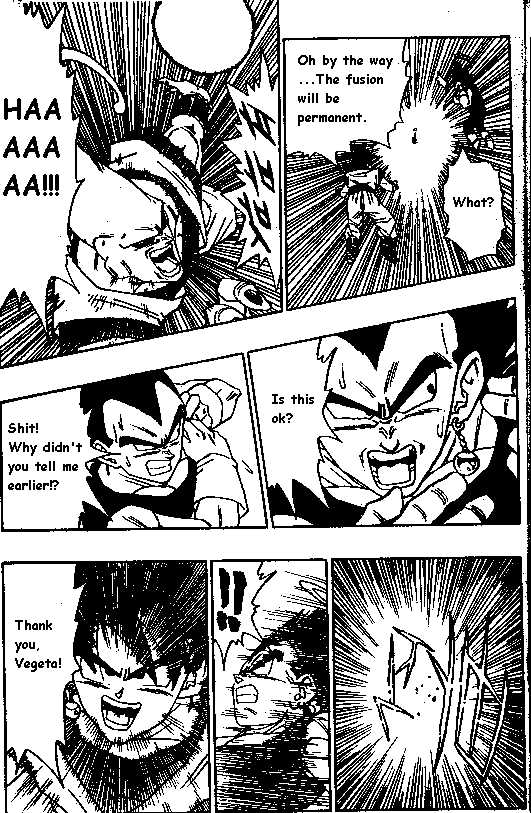 HAA
AAA
AA!!!
Oh by the way
...The fusion
will be
permanent.
What?
Shit!
Why didn't
you tell me
earlier!?
Is this
ok?
Thank
you,
Vegeta!
!!